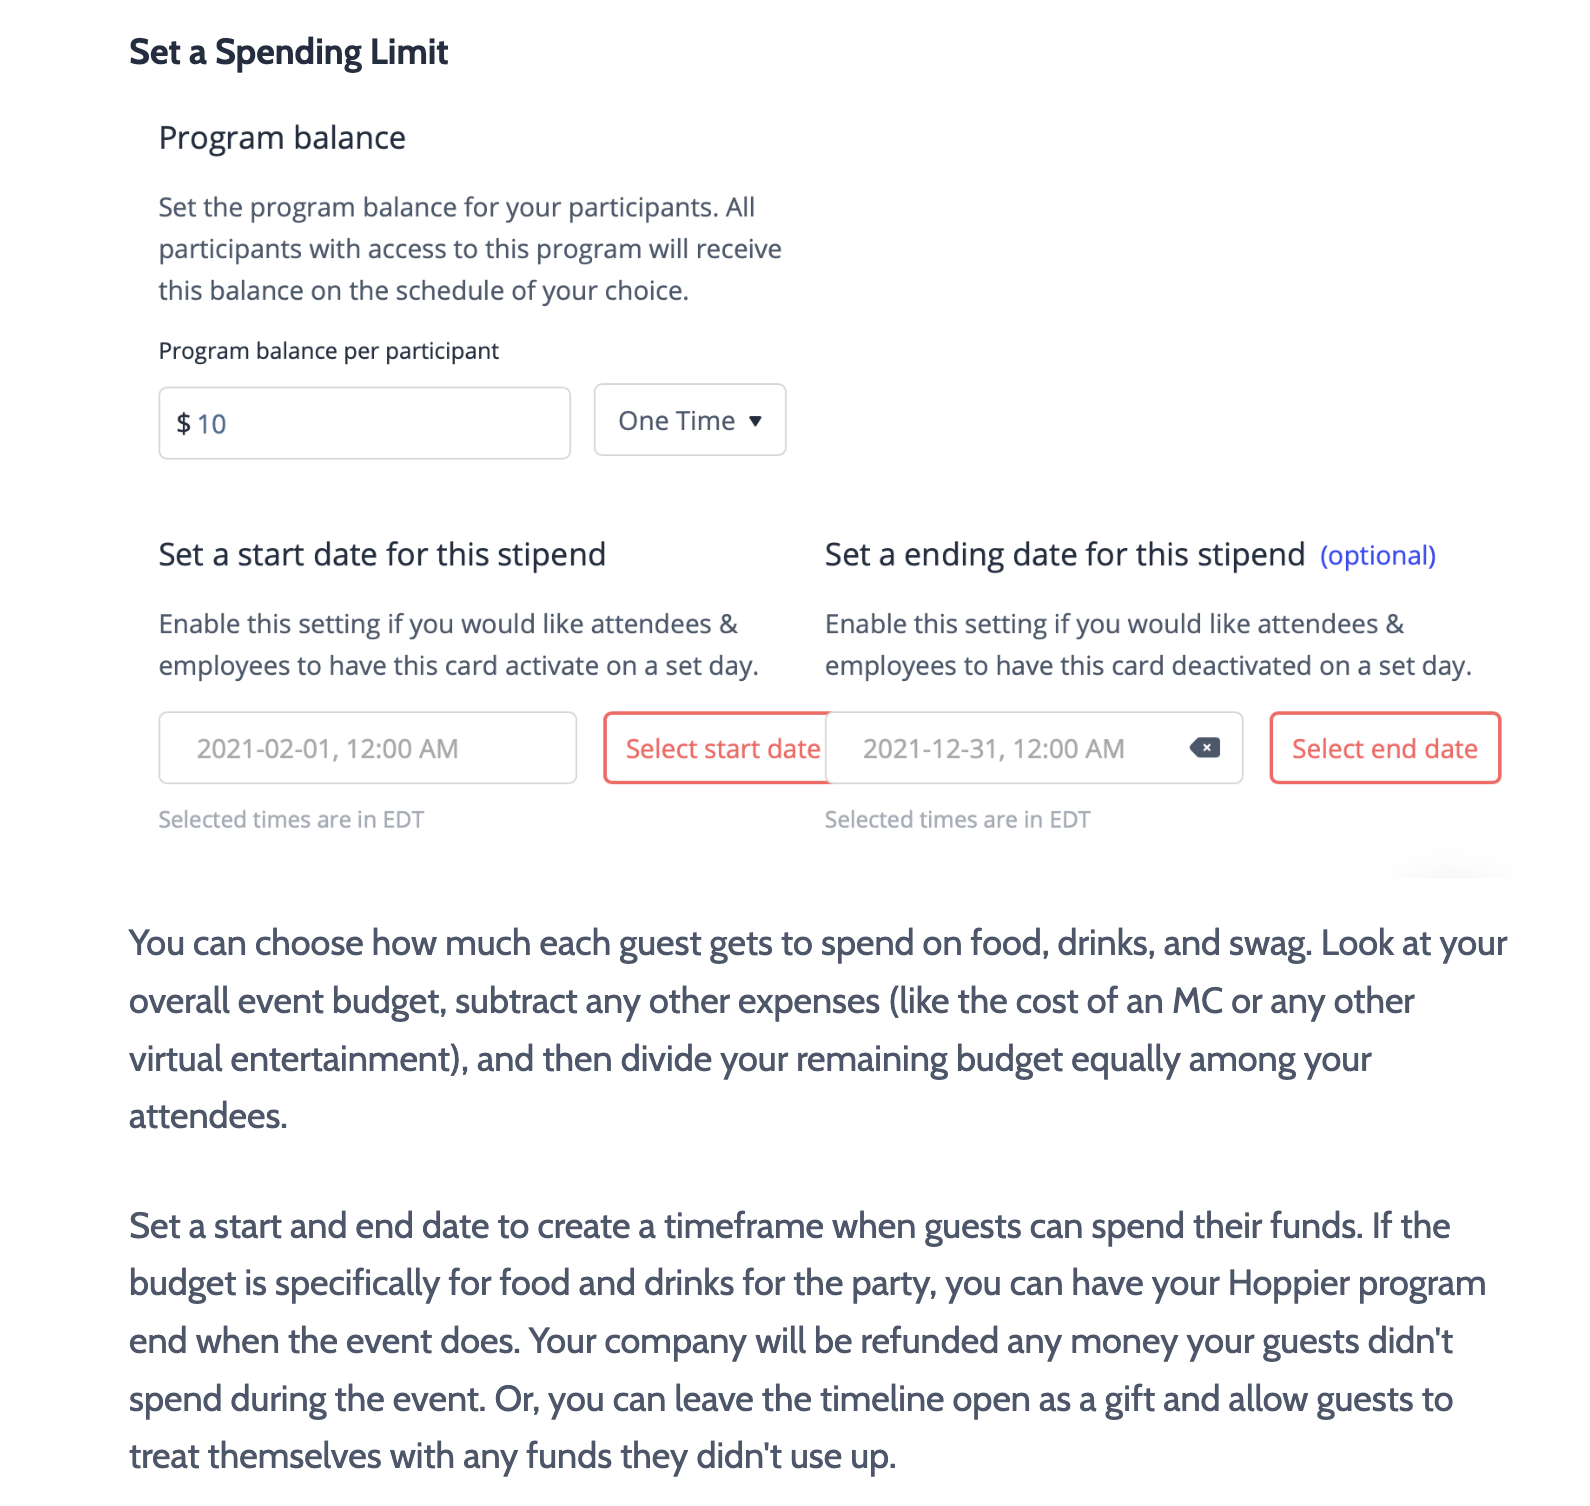 Set a Spending Limit
Program balance
Set the program balance for your participants. All
participants with access to this program will receive
this balance on the schedule of your choice.
Program balance per participant
$ 10
One Time
Set a start date for this stipend
Enable this setting if you would like attendees &
employees to have this card activate on a set day.
2021-02-01, 12:00 AM
Select start date
Selected times are in EDT
Set a ending date for this stipend (optional)
Enable this setting if you would like attendees &
employees to have this card deactivated on a set day.
2021-12-31, 12:00 AM
Select end date
Selected times are in EDT
You can choose how much each guest gets to spend on food, drinks, and swag. Look at your
overall event budget, subtract any other expenses (like the cost of an MC or any other
virtual entertainment), and then divide your remaining budget equally among your
attendees.
Set a start and end date to create a timeframe when guests can spend their funds. If the
budget is specifically for food and drinks for the party, you can have your Hoppier program
end when the event does. Your company will be refunded any money your guests didn't
spend during the event. Or, you can leave the timeline open as a gift and allow guests to
treat themselves with any funds they didn't use up.